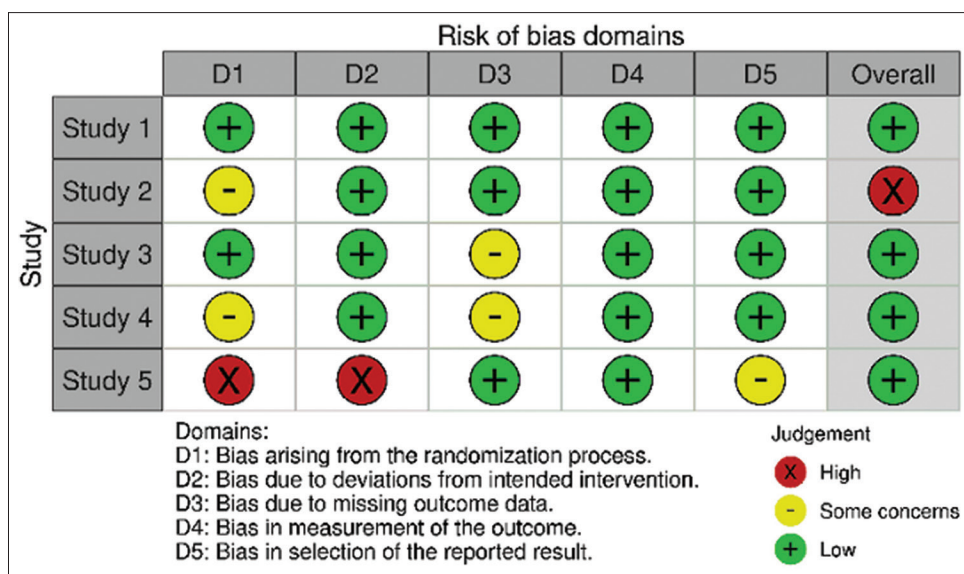 Risk of bias domains
D1 D2 D3 D4 D5 Overall
Study
Study 1 + + + + + +
Study 2 - + + + + X
Study 3 + + - + + +
Study 4 - + - + + +
Study 5 X X + + - +
Domains:
D1: Bias arising from the randomization process.
D2: Bias due to deviations from intended intervention.
D3: Bias due to missing outcome data.
D4: Bias in measurement of the outcome.
D5: Bias in selection of the reported result.
Judgement
X High
- Some concerns
+ Low